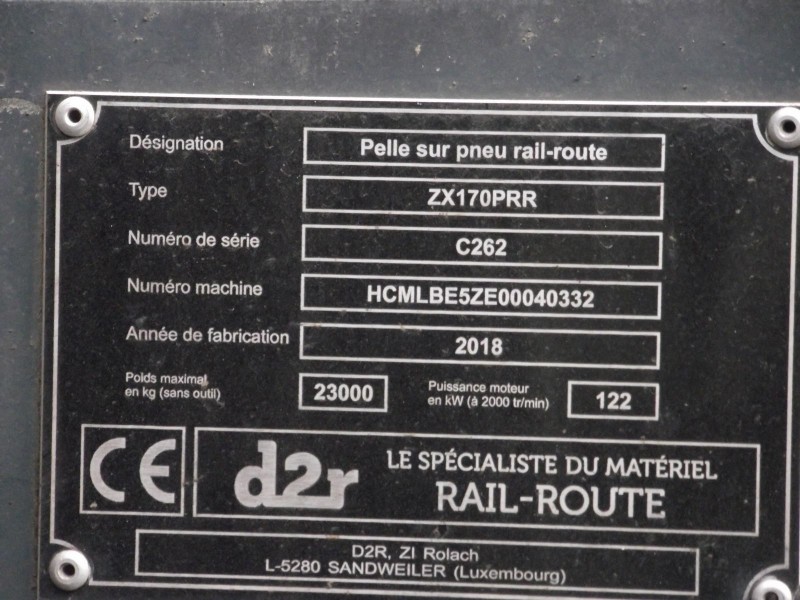 Désignation Pelle sur pneu rail-route
Type ZX170PRR
Numéro de série C262
Numéro machine HCMLBE5ZE00040332
Année de fabrication 2018
Poids maximal
en kg (sans outil) 23000
Puissance moteur
en kW (à 2000 tr/min) 122
CE
d2r
LE SPÉCIALISTE DU MATÉRIEL
RAIL-ROUTE
D2R, ZI Rolach
L-5280 SANDWEILER (Luxembourg)